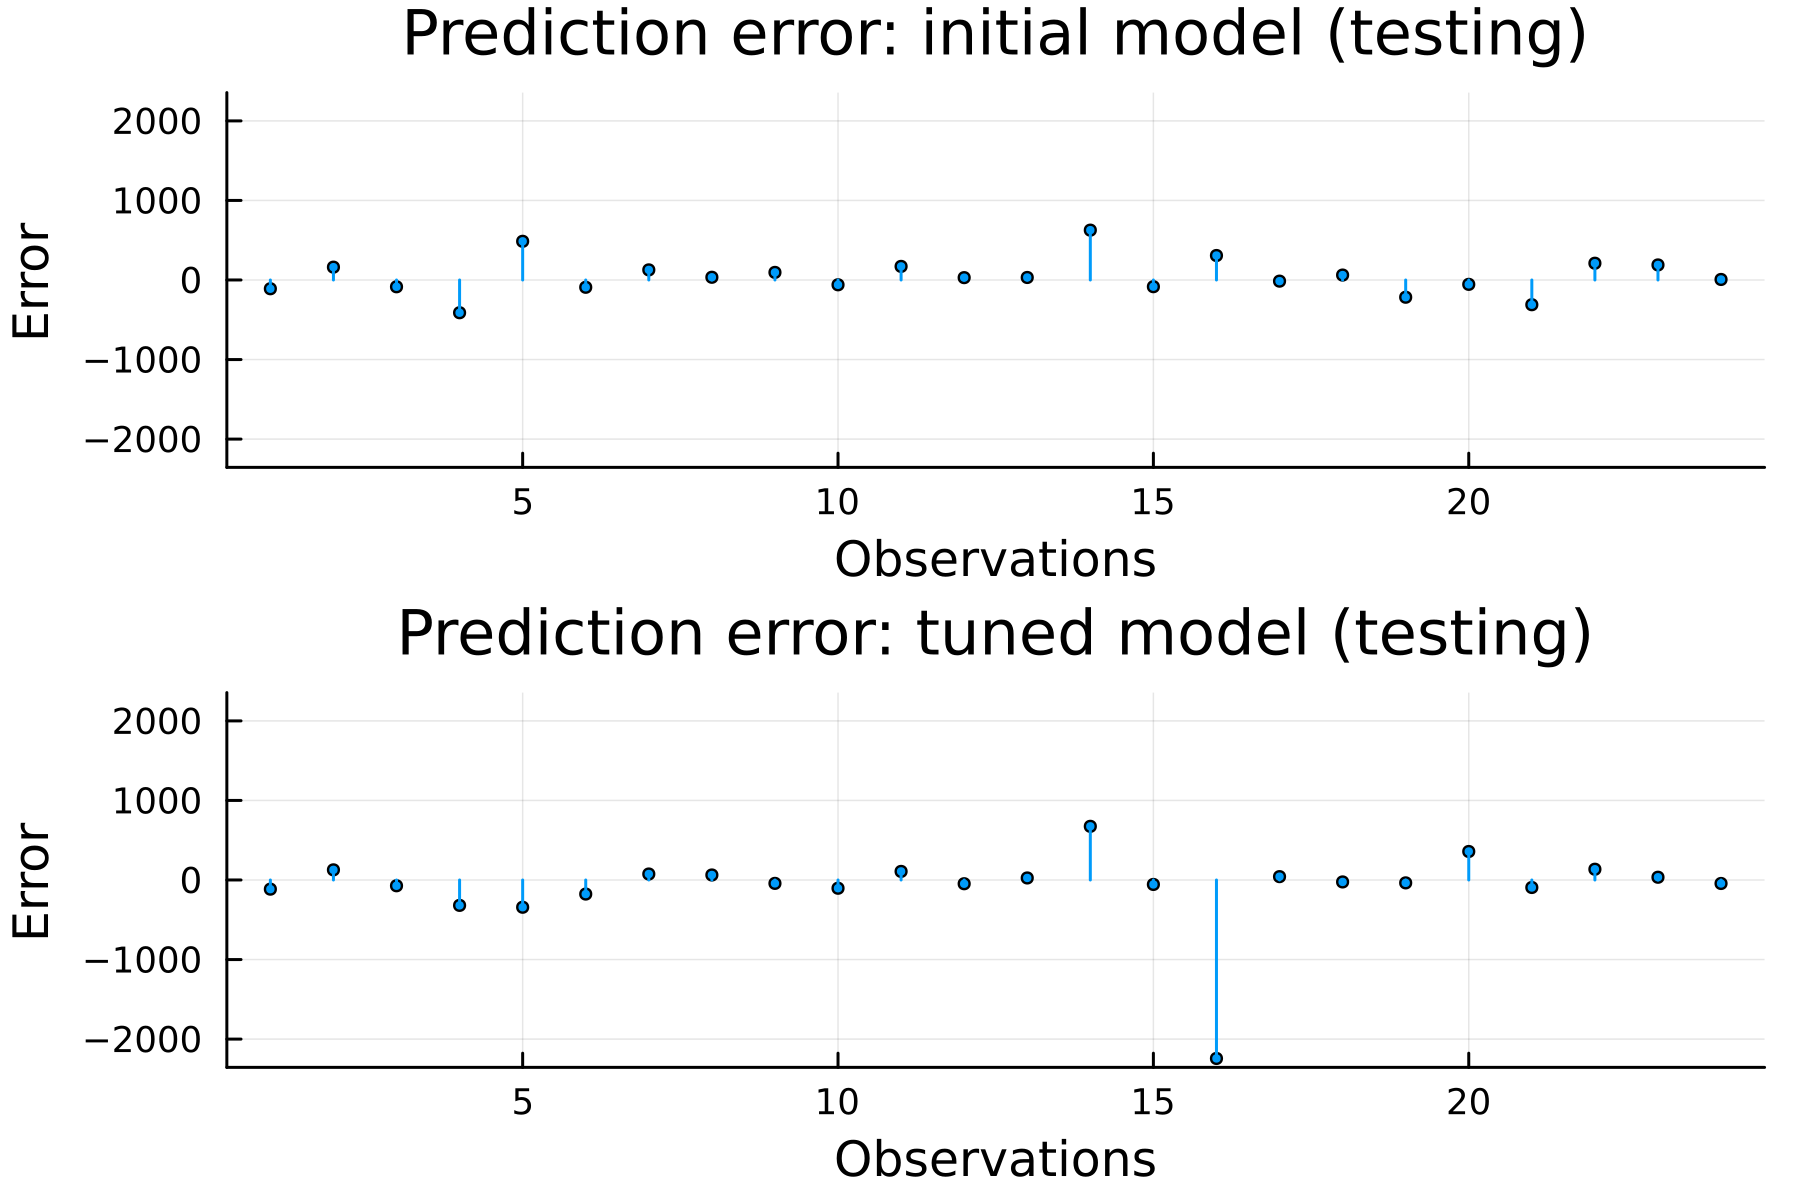 Prediction error: initial model (testing)
2000
1000
0
−1000
−2000
Error
5 10 15 20
Observations
Prediction error: tuned model (testing)
2000
1000
0
−1000
−2000
Error
5 10 15 20
Observations